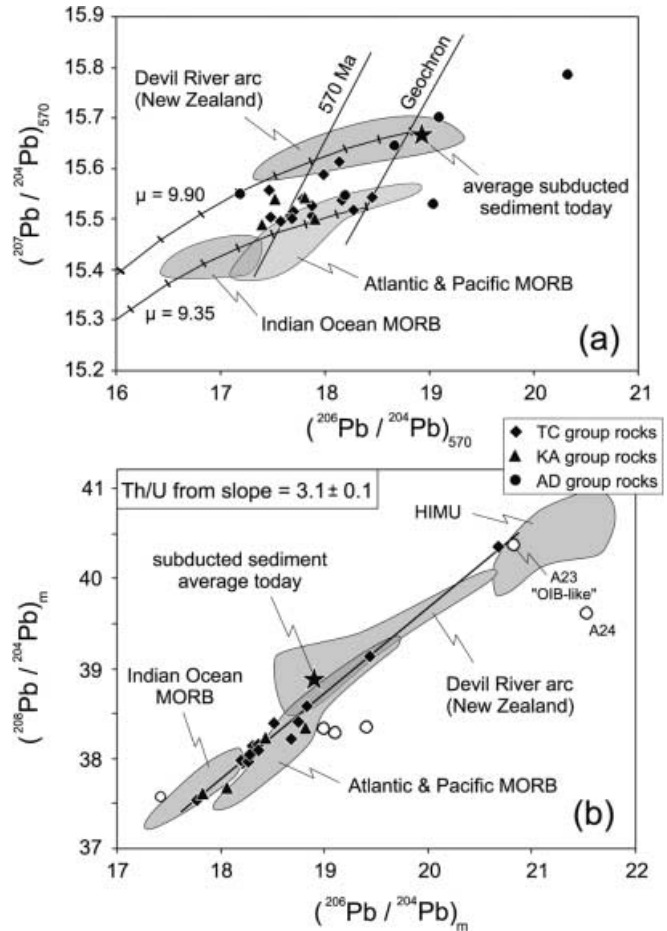 (a)
15.9
15.8
15.7
15.6
15.5
15.4
15.3
15.2
(²⁰⁷Pb / ²⁰⁴Pb)₅₇₀
Devil River arc
(New Zealand)
570 Ma
Geochron
μ = 9.90
average subducted
sediment today
Atlantic & Pacific MORB
μ = 9.35
Indian Ocean MORB
16 17 18 19 20 21
(²⁰⁶Pb / ²⁰⁴Pb)₅₇₀
TC group rocks
KA group rocks
AD group rocks
(b)
41
40
39
38
37
(²⁰⁸Pb / ²⁰⁴Pb)m
Th/U from slope = 3.1 ± 0.1
HIMU
subducted sediment
average today
A23
"OIB-like"
A24
Indian Ocean
MORB
Devil River arc
(New Zealand)
Atlantic & Pacific MORB
17 18 19 20 21 22
(²⁰⁶Pb / ²⁰⁴Pb)m